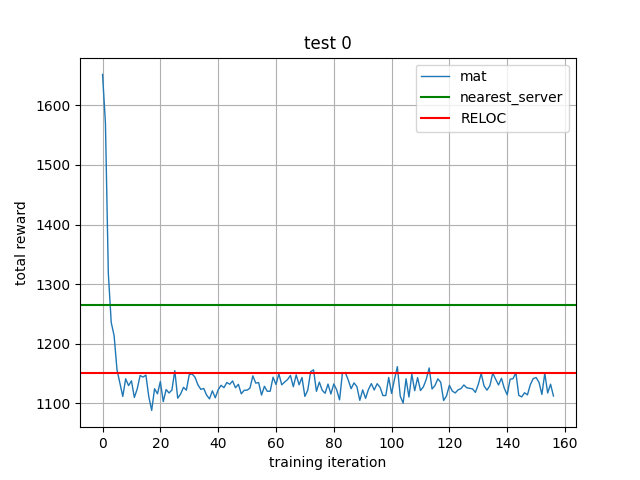 test 0
mat
nearest_server
RELOC
total reward
1600
1500
1400
1300
1200
1100
0 20 40 60 80 100 120 140 160
training iteration